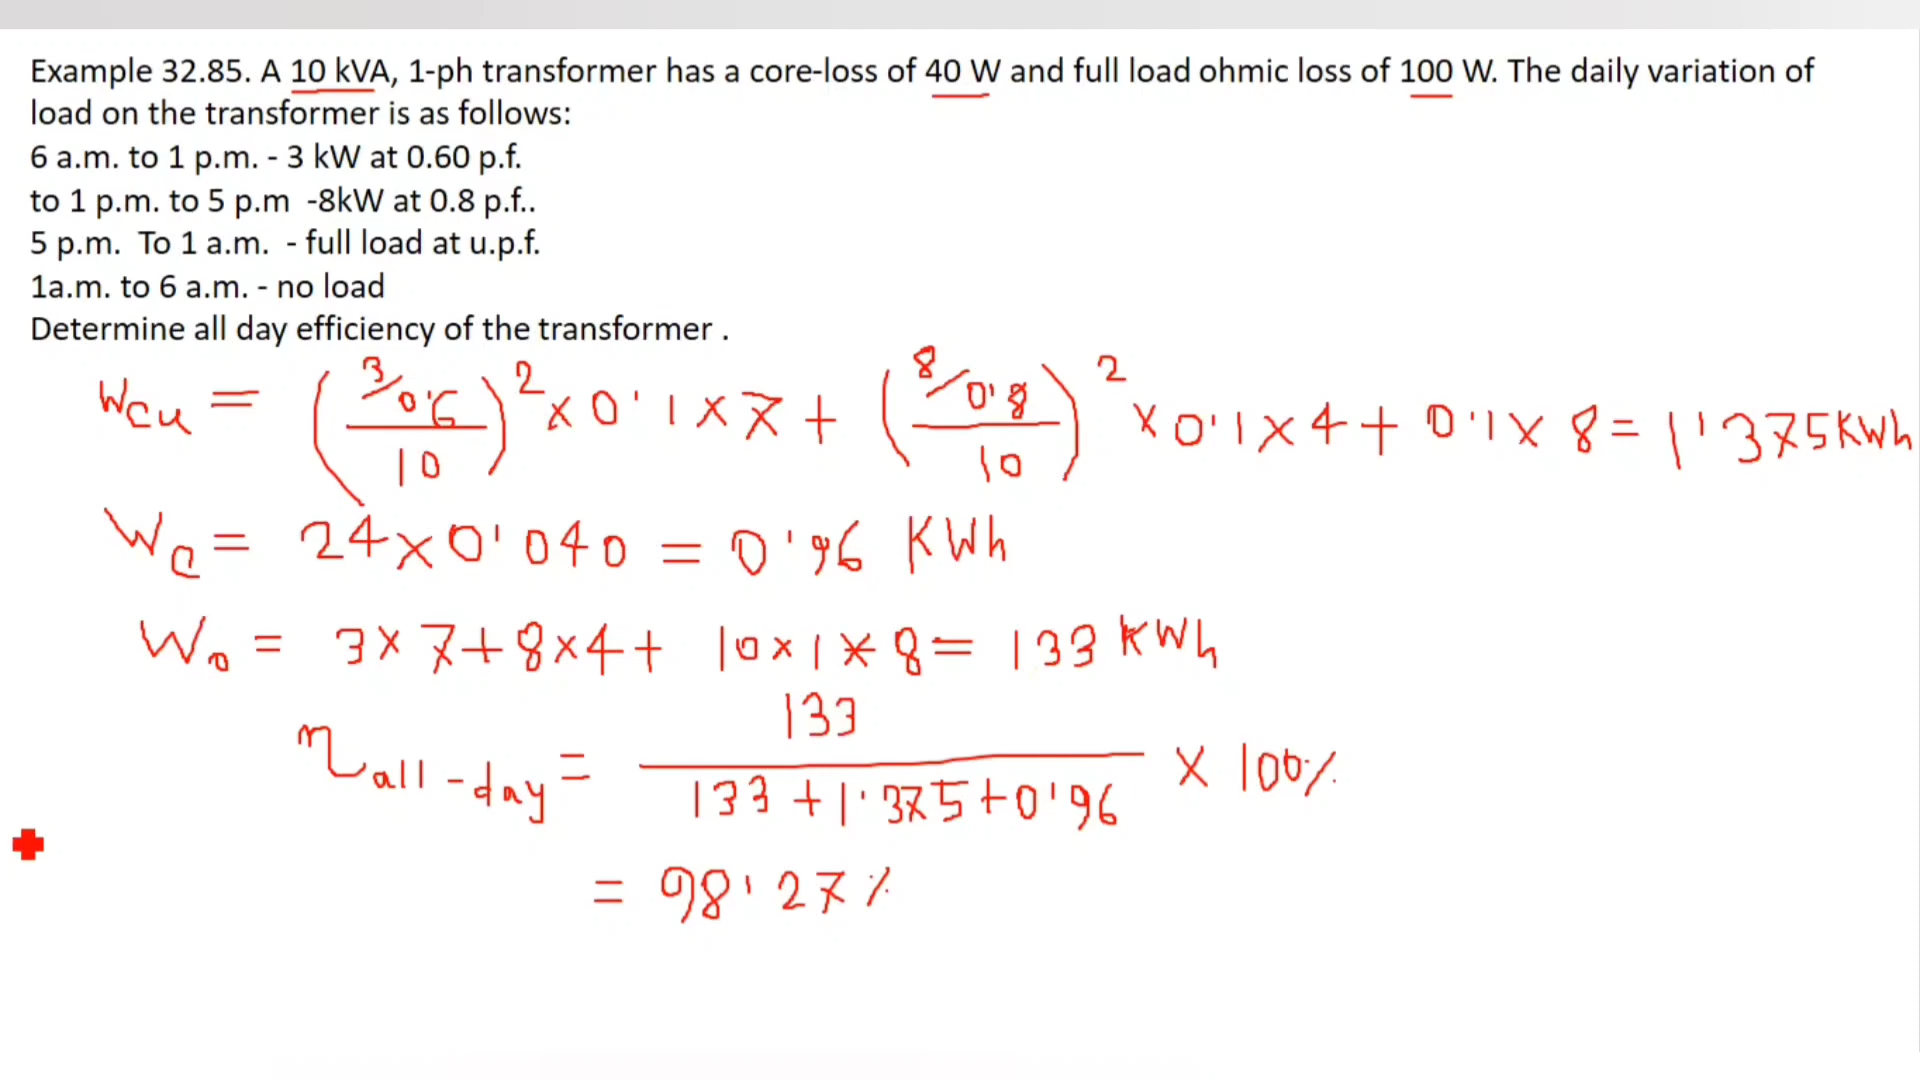 Example 32.85. A 10 kVA, 1-ph transformer has a core-loss of 40 W and full load ohmic loss of 100 W. The daily variation of
load on the transformer is as follows:
6 a.m. to 1 p.m. - 3 kW at 0.60 p.f.
to 1 p.m. to 5 p.m -8kW at 0.8 p.f..
5 p.m. To 1 a.m. - full load at u.p.f.
1a.m. to 6 a.m. - no load
Determine all day efficiency of the transformer .
Wcu = ((3/0.6)/10)² × 0.1 × 7 + ((8/0.8)/10)² × 0.1 × 4 + 0.1 × 8 = 1.375 KWh
Wc = 24 × 0.040 = 0.96 KWh
Wo = 3 × 7 + 8 × 4 + 10 × 1 × 8 = 133 KWh
133
η all-day = ───── × 100%
133 + 1.375 + 0.96
= 98.27%